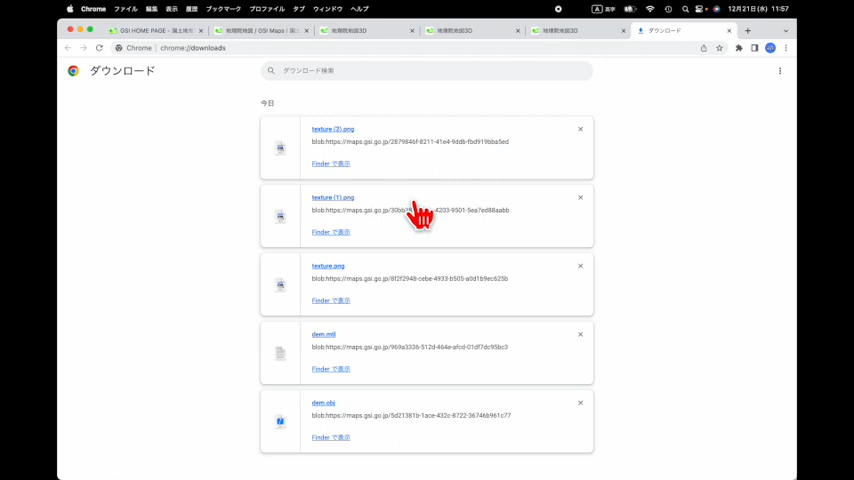 Chrome ファイル 編集 表示 履歴 ブックマーク プロファイル タブ ウィンドウ ヘルプ A 英字 12月21日(水) 11:57
GSI HOME PAGE - 国土地理 地理院地図 / GSI Maps | 国土 地理院地図3D 地理院地図3D 地理院地図3D ダウンロード
Chrome | chrome://downloads
ダウンロード
ダウンロード検索
今日
texture (2).png
blob:https://maps.gsi.go.jp/2879846f-8211-41e4-9ddb-fbd919bba5ed
Finder で表示
texture (1).png
-4203-9501-5ea7ed88aabb
Finder で表示
texture.png
blob:https://maps.gsi.go.jp/8f2f2948-cebe-4933-b505-a0d1b9ec625b
Finder で表示
dem.mtl
blob:https://maps.gsi.go.jp/969a3336-512d-464e-afcd-01df7dc95bc3
Finder で表示
dem.obj
blob:https://maps.gsi.go.jp/5d21381b-1ace-432c-8722-36746b961c77
Finder で表示